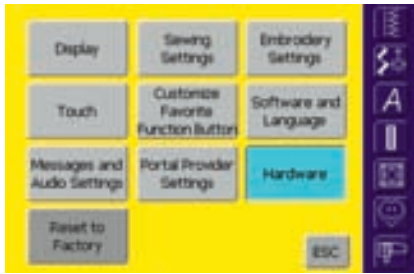 Display
Sewing
Settings
Embroidery
Settings
Touch
Customize
Favorite
Function Button
Software and
Language
Messages and
Audio Settings
Portal Provider
Settings
Hardware
Reset to
Factory
ESC
A